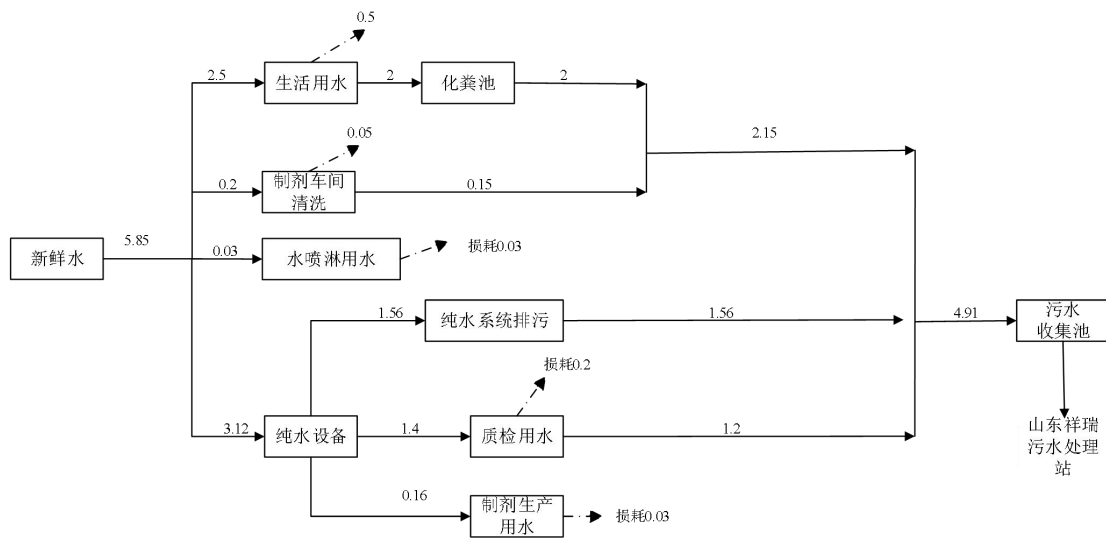 0.5
2.5
生活用水
2
化粪池
2
0.05
2.15
0.2
制剂车间
清洗
0.15
新鲜水
5.85
0.03
水喷淋用水
损耗0.03
1.56
纯水系统排污
1.56
4.91
污水
收集池
损耗0.2
3.12
纯水设备
1.4
质检用水
1.2
山东祥瑞
污水处理
站
0.16
制剂生产
用水
损耗0.03